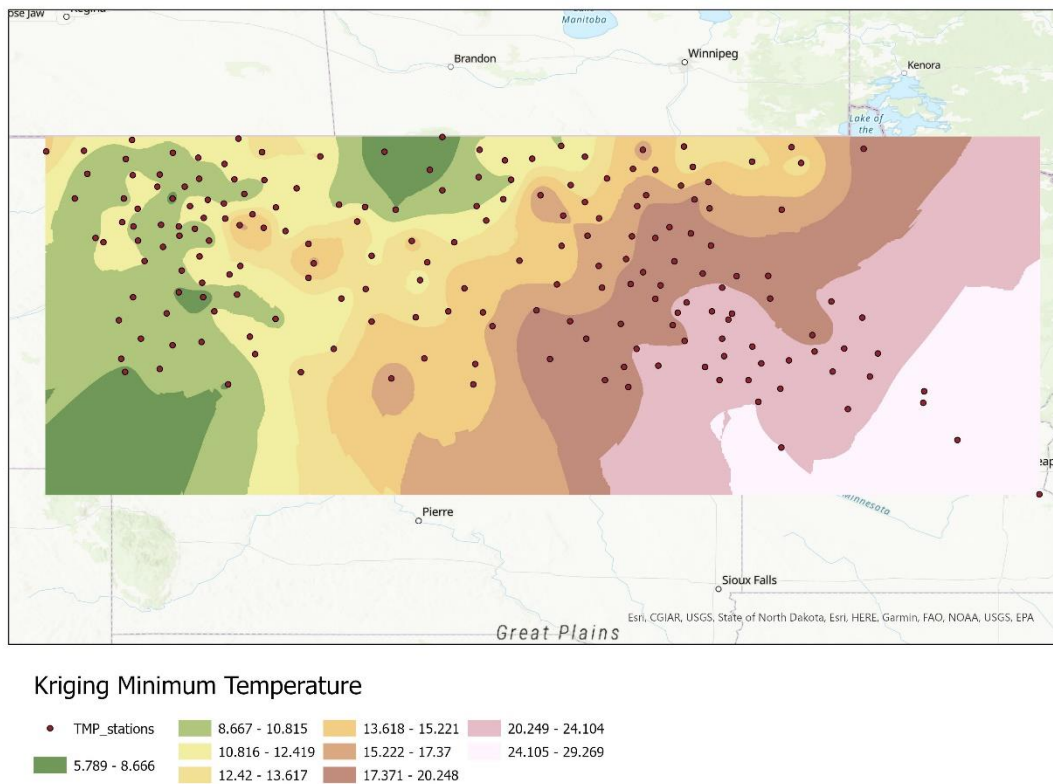 ose Jaw
Regina
Manitoba
Brandon
Winnipeg
Kenora
Lake of
the
eap
Pierre
Minnesota
Sioux Falls
Esri, CGIAR, USGS, State of North Dakota, Esri, HERE, Garmin, FAO, NOAA, USGS, EPA
Great Plains
Kriging Minimum Temperature
TMP_stations
5.789 - 8.666
8.667 - 10.815
10.816 - 12.419
12.42 - 13.617
13.618 - 15.221
15.222 - 17.37
17.371 - 20.248
20.249 - 24.104
24.105 - 29.269